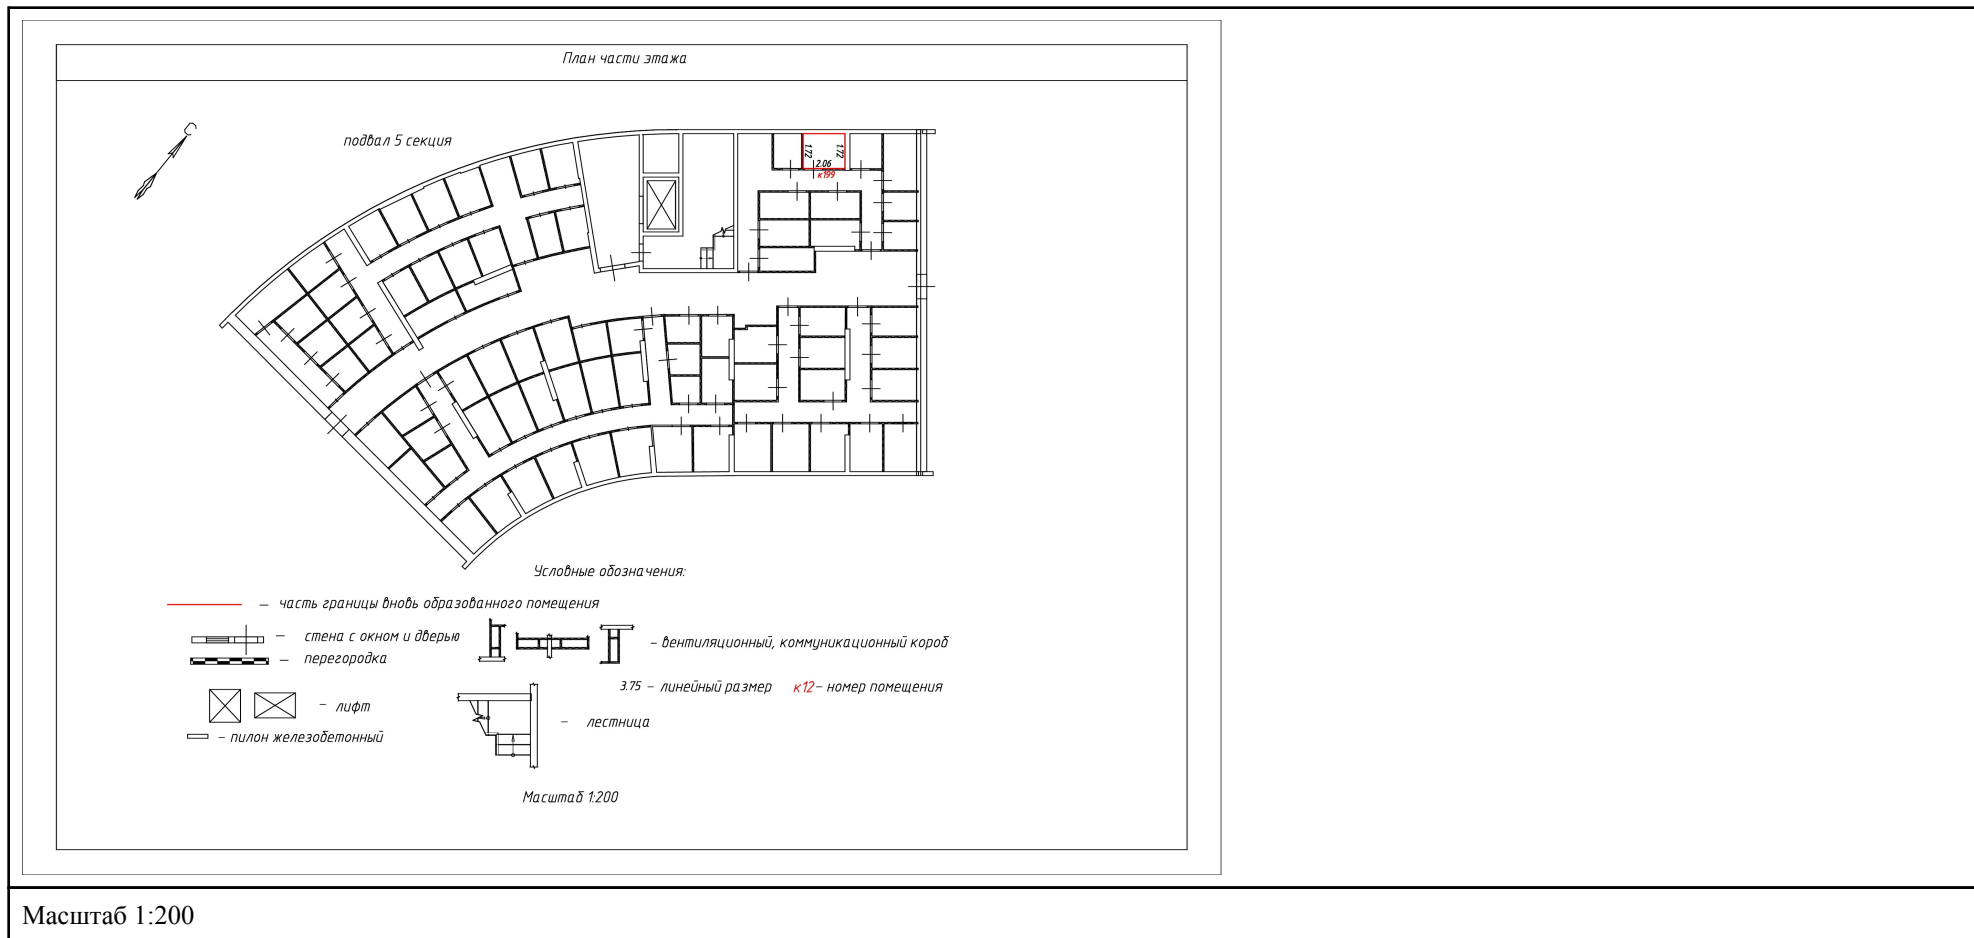 План части этажа
С
подвал 5 секция
1.72 1.72
2.06
к199
Условные обозначения:
— часть границы вновь образованного помещения
— стена с окном и дверью
— вентиляционный, коммуникационный короб
— перегородка
3.75 — линейный размер к12 — номер помещения
— лифт
— лестница
— пилон железобетонный
Масштаб 1:200
Масштаб 1:200